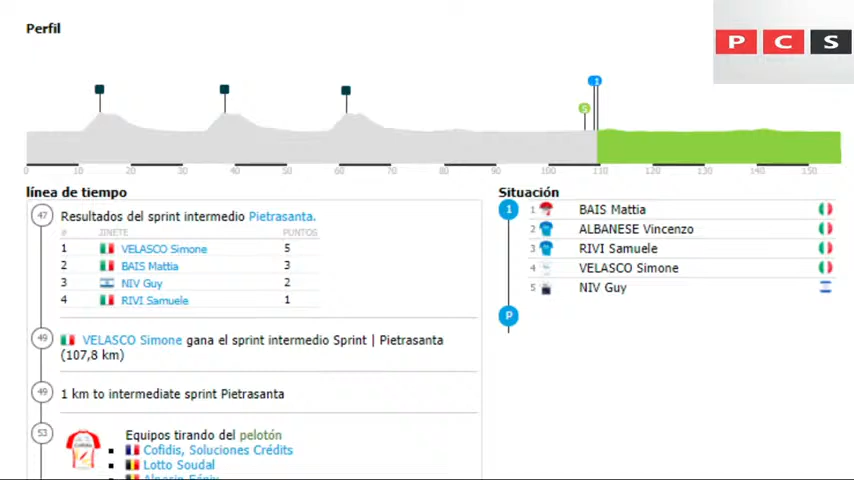 Perfil
P C S
1
S
0 10 20 30 40 50 60 70 80 90 100 110 120 130 140 150
línea de tiempo
47
Resultados del sprint intermedio Pietrasanta.
# JINETE PUNTOS
1 VELASCO Simone 5
2 BAIS Mattia 3
3 NIV Guy 2
4 RIVI Samuele 1
49
VELASCO Simone gana el sprint intermedio Sprint | Pietrasanta
(107,8 km)
49
1 km to intermediate sprint Pietrasanta
53
Equipos tirando del pelotón
Cofidis, Soluciones Crédits
Lotto Soudal
Situación
1
1 BAIS Mattia
2 ALBANESE Vincenzo
3 RIVI Samuele
4 VELASCO Simone
5 NIV Guy
P